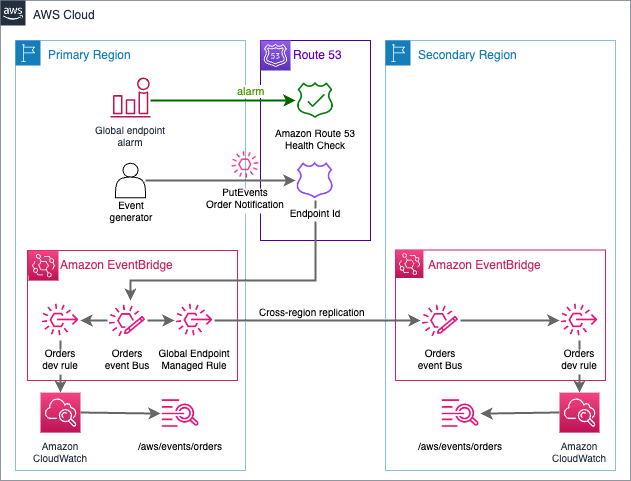 aws
AWS Cloud
Primary Region
53
Route 53
Secondary Region
alarm
Global endpoint
alarm
Amazon Route 53
Health Check
Event
generator
PutEvents
Order Notification
Endpoint Id
Amazon EventBridge
Amazon EventBridge
Cross-region replication
Orders
dev rule
Orders
event Bus
Global Endpoint
Managed Rule
Orders
event Bus
Orders
dev rule
Amazon
CloudWatch
/aws/events/orders
/aws/events/orders
Amazon
CloudWatch